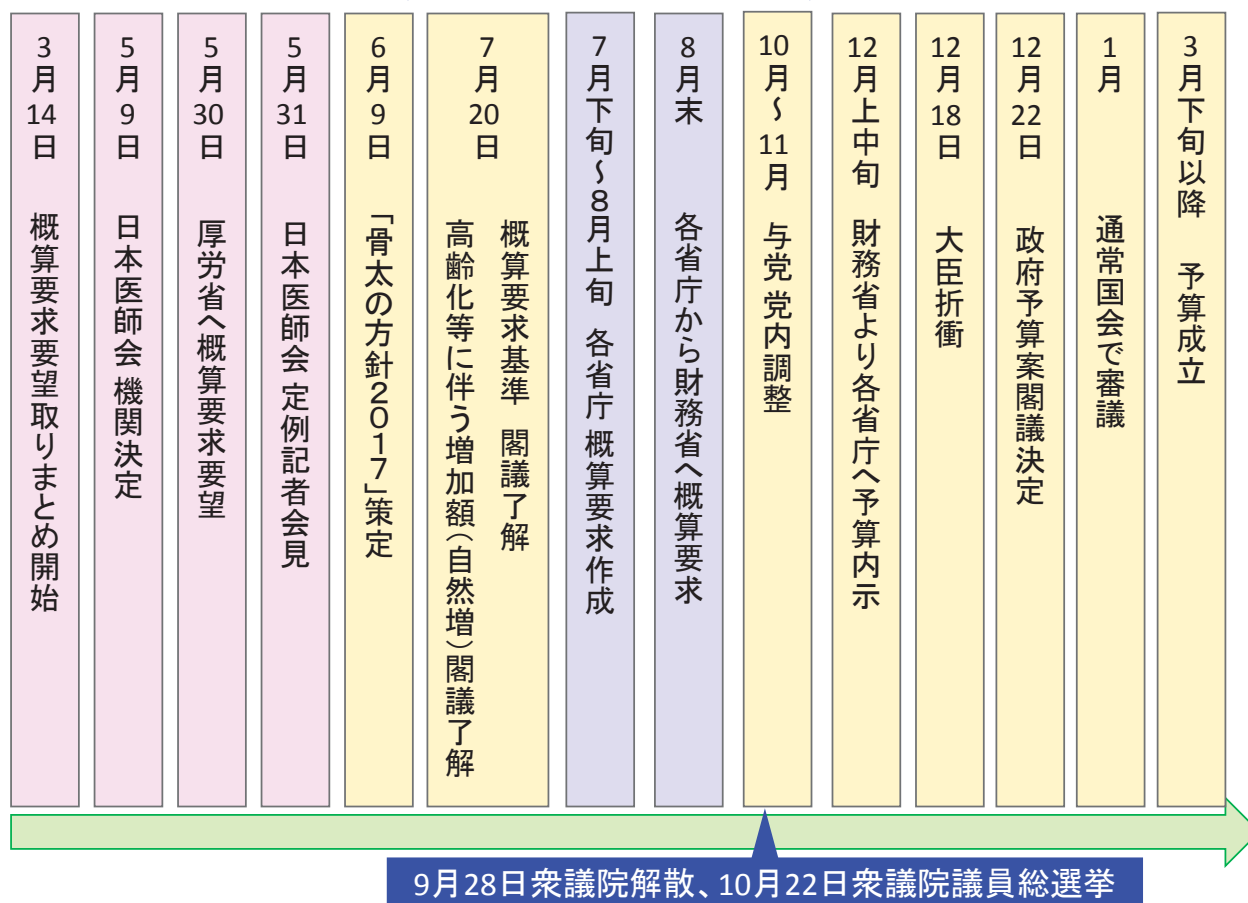 3月14日 概算要求要望取りまとめ開始
5月9日 日本医師会 機関決定
5月30日 厚労省へ概算要求要望
5月31日 日本医師会 定例記者会見
6月9日 「骨太の方針2017」策定
7月20日 概算要求基準 閣議了解
高齢化等に伴う増加額(自然増)閣議了解
7月下旬~8月上旬 各省庁 概算要求作成
8月末 各省庁から財務省へ概算要求
10月~11月 与党 党内調整
12月上中旬 財務省より各省庁へ予算内示
12月18日 大臣折衝
12月22日 政府予算案閣議決定
1月 通常国会で審議
3月下旬以降 予算成立
9月28日衆議院解散、10月22日衆議院議員総選挙